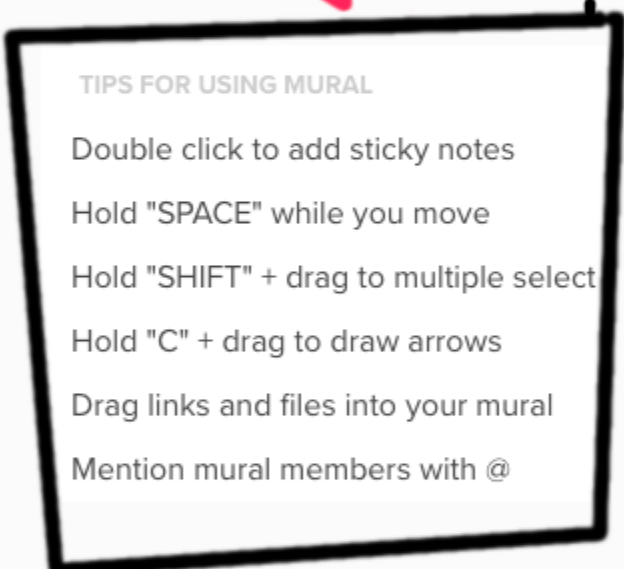 TIPS FOR USING MURAL
Double click to add sticky notes
Hold "SPACE" while you move
Hold "SHIFT" + drag to multiple select
Hold "C" + drag to draw arrows
Drag links and files into your mural
Mention mural members with @